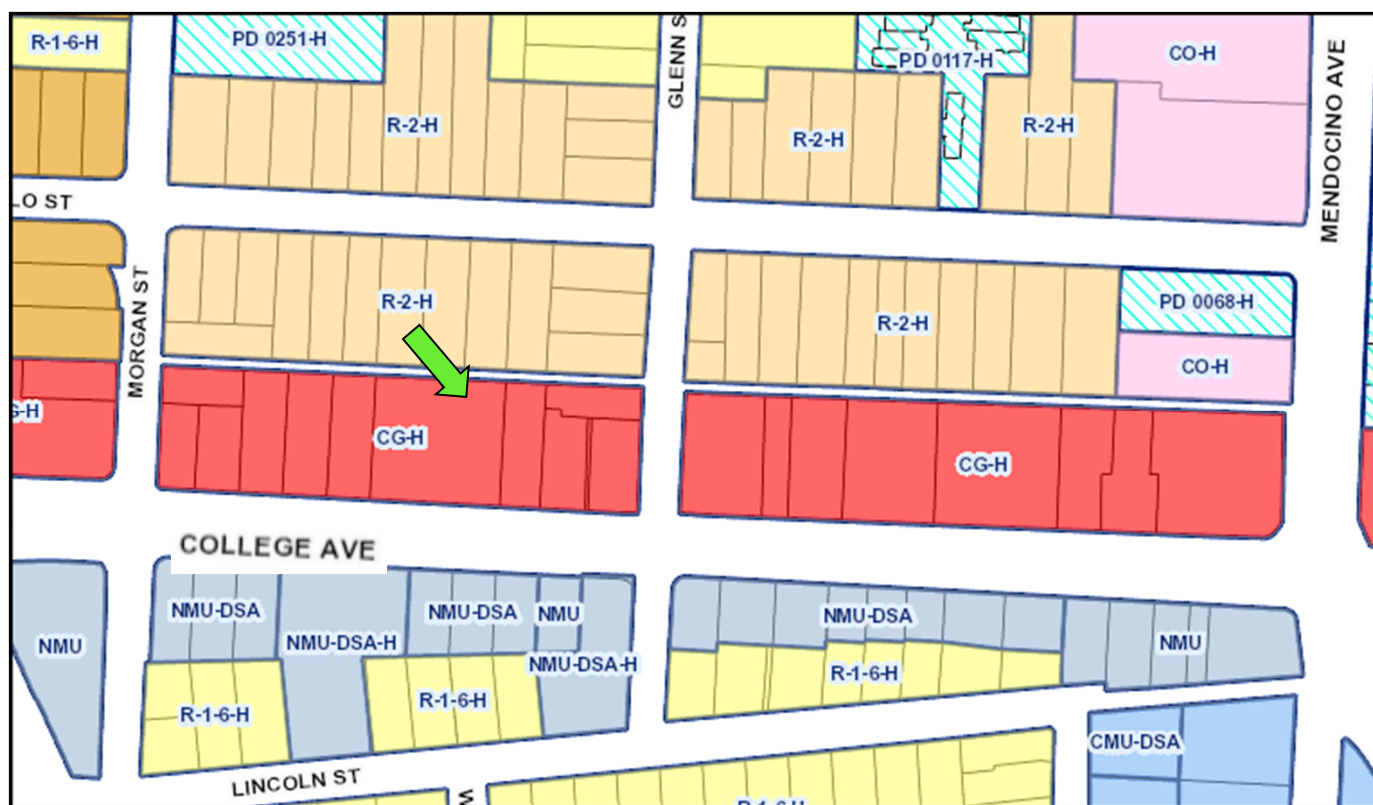 R-1-6-H
PD 0251-H
GLENN S
PD 0117-H
CO-H
MENDOCINO AVE
R-2-H
R-2-H
R-2-H
LO ST
MORGAN ST
R-2-H
R-2-H
PD 0068-H
CO-H
G-H
CG-H
CG-H
COLLEGE AVE
NMU
NMU-DSA
NMU-DSA-H
NMU-DSA
NMU
NMU-DSA-H
NMU-DSA
NMU
R-1-6-H
R-1-6-H
R-1-6-H
CMU-DSA
LINCOLN ST
R-1-6-H